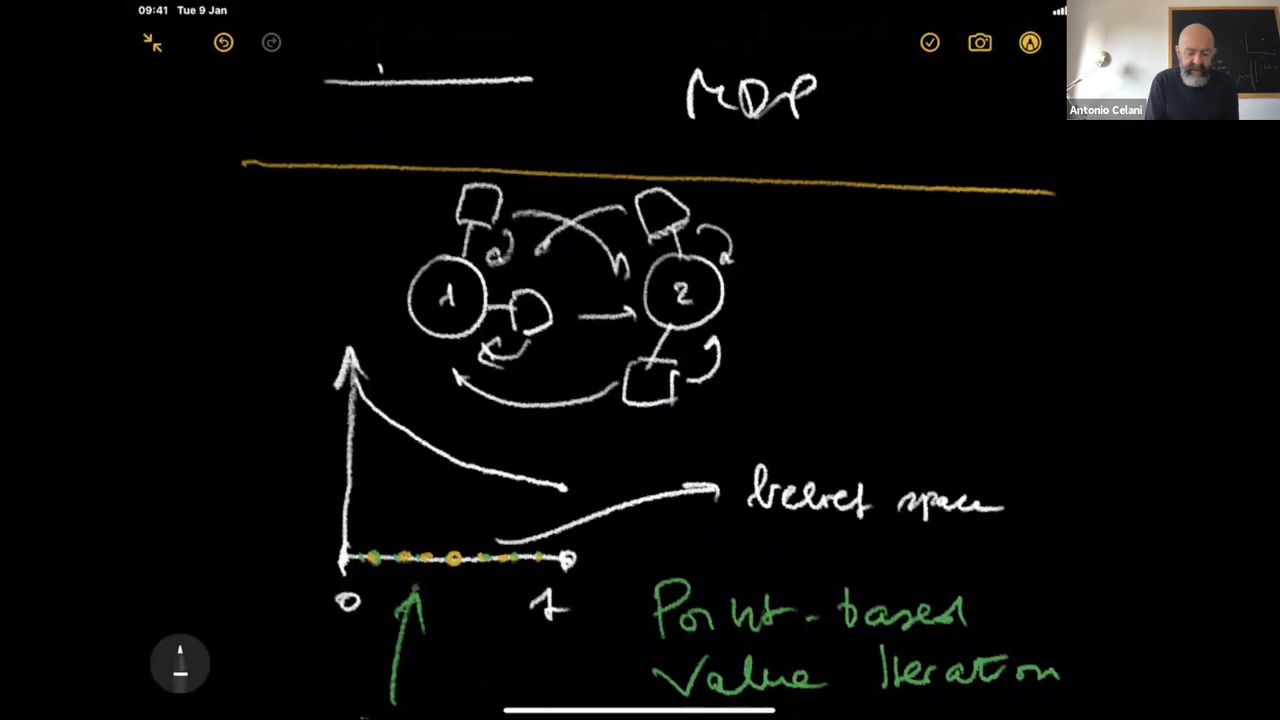 09:41 Tue 9 Jan
Antonio Celani
MDP
1 2
belief space
0 1
Point-based
Value Iteration